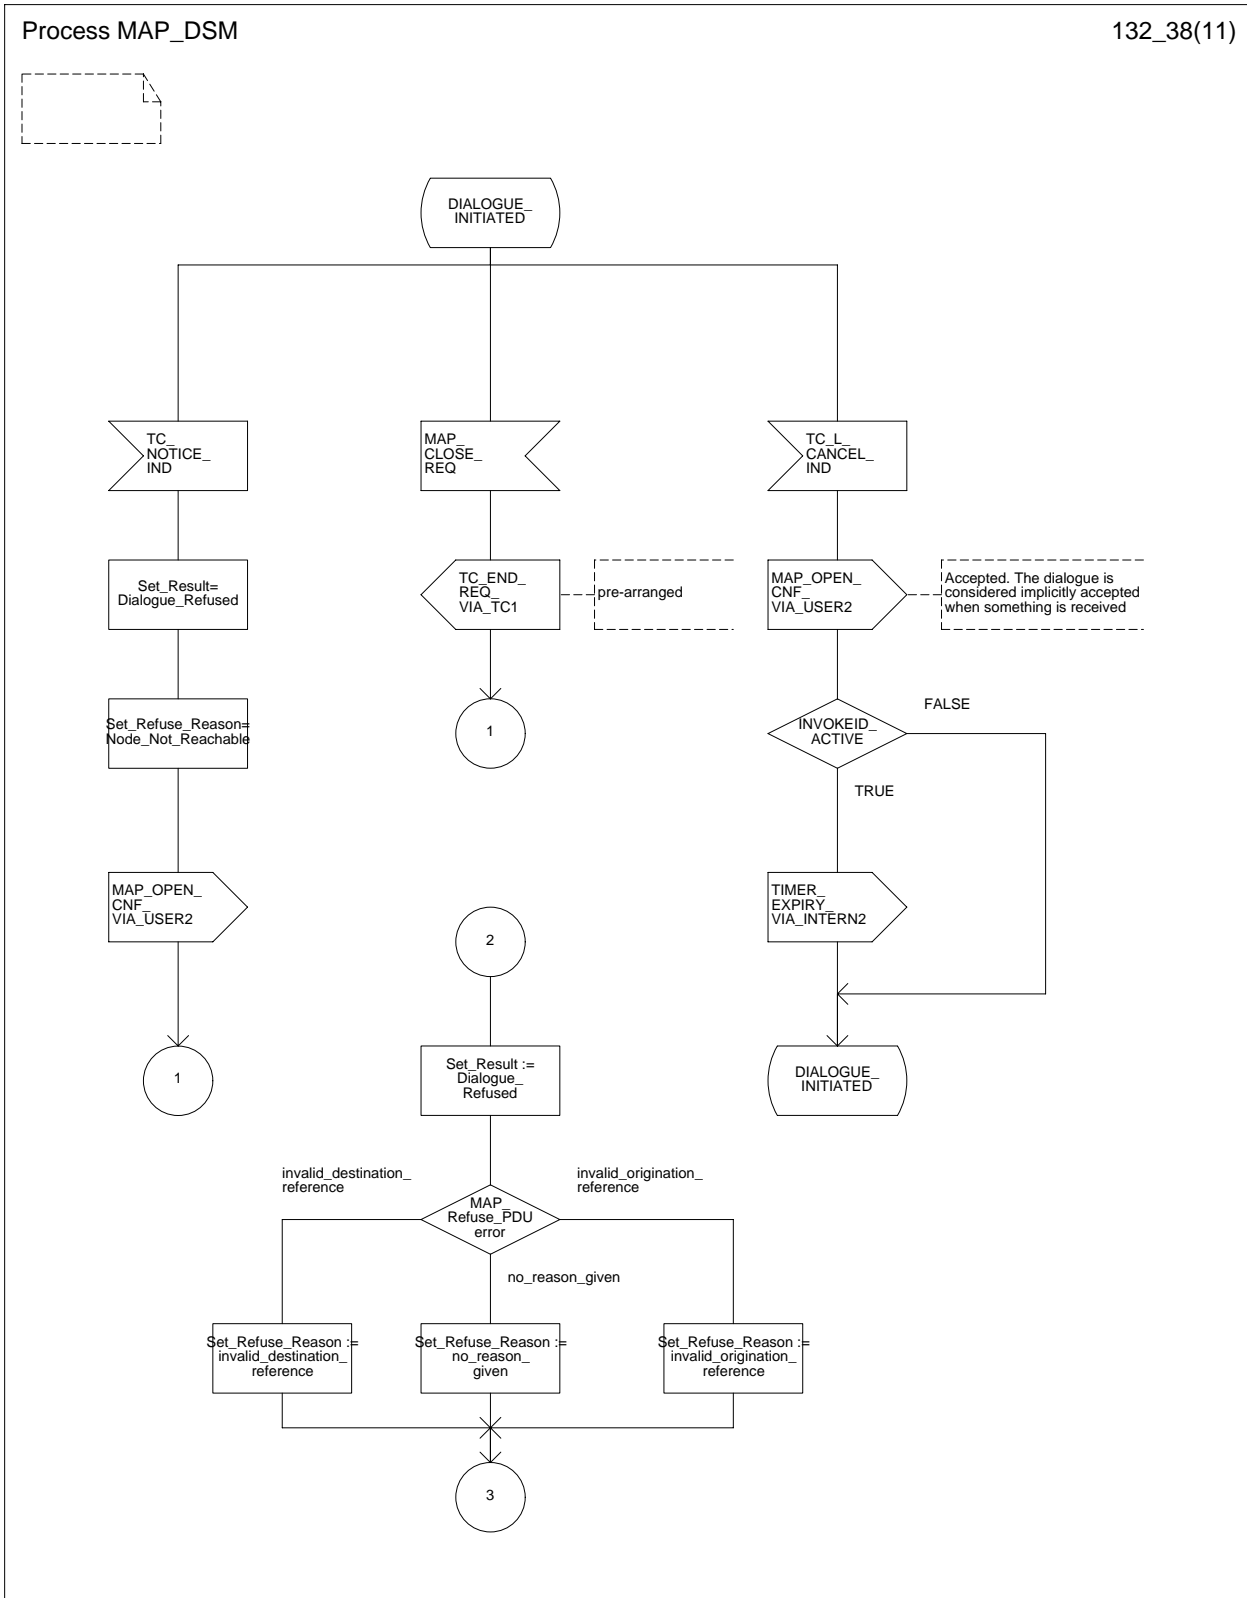 Process MAP_DSM
132_38(11)
DIALOGUE_
INITIATED
TC_
NOTICE_
IND
MAP_
CLOSE_
REQ
TC_L_
CANCEL_
IND
Set_Result=
Dialogue_Refused
TC_END_
REQ_
VIA_TC1
pre-arranged
MAP_OPEN_
CNF_
VIA_USER2
Accepted. The dialogue is
considered implicitly accepted
when something is received
Set_Refuse_Reason=
Node_Not_Reachable
1
INVOKEID_
ACTIVE
FALSE
TRUE
MAP_OPEN_
CNF_
VIA_USER2
TIMER_
EXPIRY_
VIA_INTERN2
2
1
Set_Result :=
Dialogue_
Refused
DIALOGUE_
INITIATED
invalid_destination_
reference
invalid_origination_
reference
MAP_
Refuse_PDU
error
no_reason_given
Set_Refuse_Reason :=
invalid_destination_
reference
Set_Refuse_Reason :=
no_reason_
given
Set_Refuse_Reason :=
invalid_origination_
reference
3